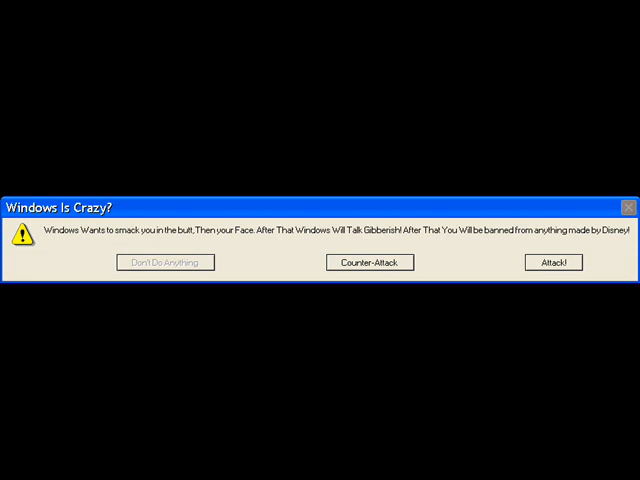 Windows Is Crazy?
Windows Wants to smack you in the butt,Then your Face. After That Windows Will Talk Gibberish! After That You Will be banned from anything made by Disney!
Don't Do Anything
Counter-Attack
Attack!